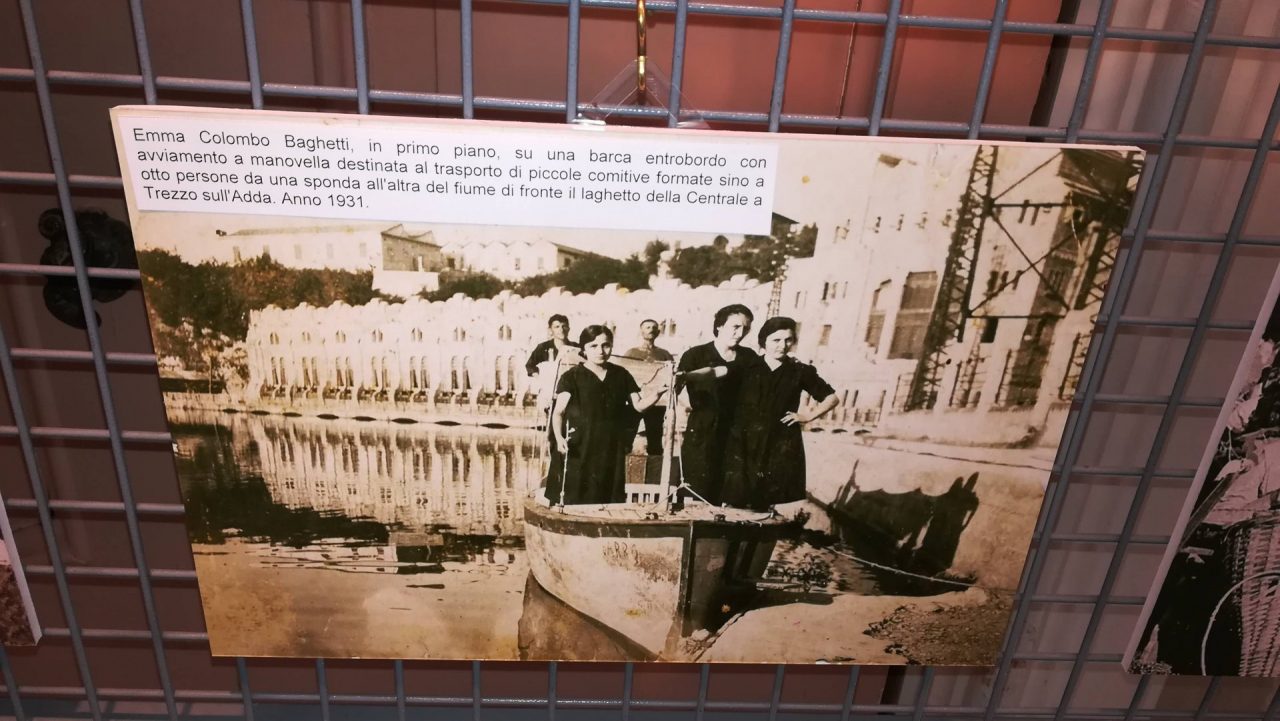 Emma Colombo Baghetti, in primo piano, su una barca entrobordo con
avviamento a manovella destinata al trasporto di piccole comitive formate sino a
otto persone da una sponda all'altra del fiume di fronte il laghetto della Centrale a
Trezzo sull'Adda. Anno 1931.